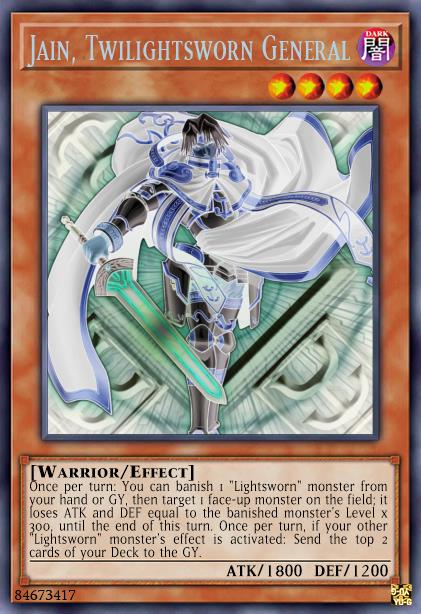 Jain, Twilightsworn General
DARK
闇
[Warrior/Effect]
Once per turn: You can banish 1 "Lightsworn" monster from
your hand or GY, then target 1 face-up monster on the field; it
loses ATK and DEF equal to the banished monster's Level x
300, until the end of this turn. Once per turn, if your other
"Lightsworn" monster's effect is activated: Send the top 2
cards of your Deck to the GY.
ATK/1800 DEF/1200
84673417